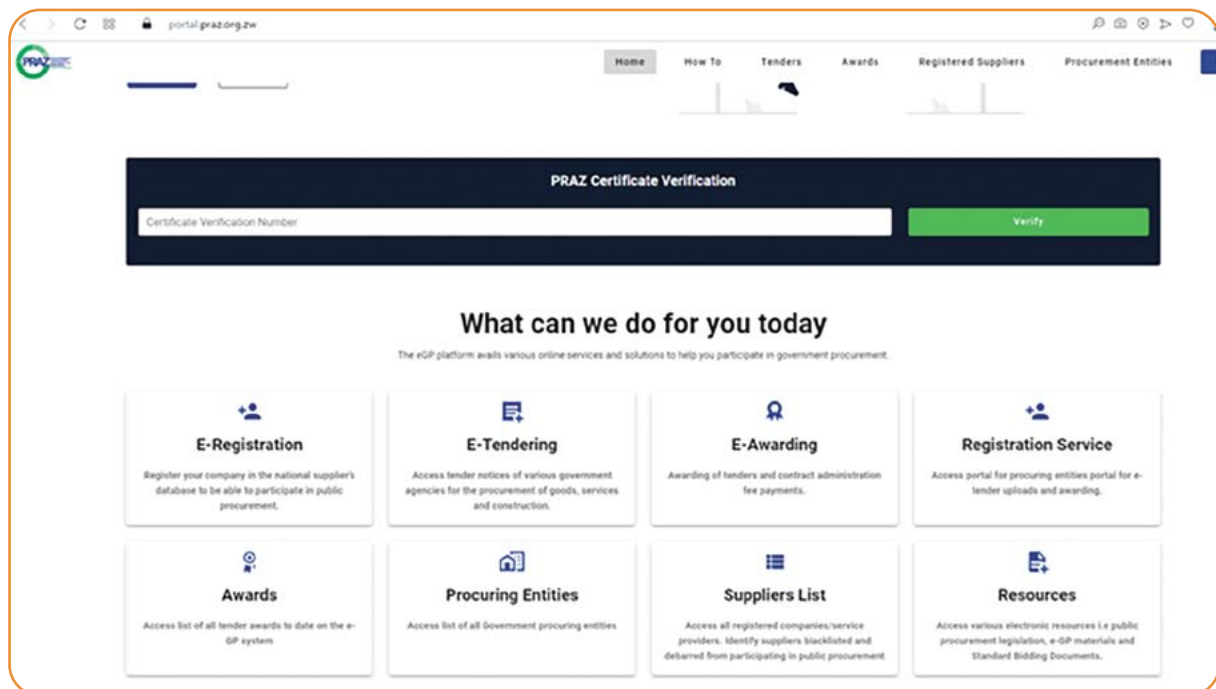 portal.praz.org.zw
PRAZ
Home How To Tenders Awards Registered Suppliers Procurement Entities
PRAZ Certificate Verification
Certificate Verification Number
Verify
What can we do for you today
The eGP platform avails various online services and solutions to help you participate in government procurement.
E-Registration
Register your company in the national supplier's
database to be able to participate in public
procurement.
E-Tendering
Access tender notices of various government
agencies for the procurement of goods, services
and construction.
E-Awarding
Awarding of tenders and contract administration
fee payments.
Registration Service
Access portal for procuring entities portal for e-
tender uploads and awarding.
Awards
Access list of all tender awards to date on the e-
GP system
Procuring Entities
Access list of all Government procuring entities
Suppliers List
Access all registered companies/service
providers. Identify suppliers blacklisted and
debarred from participating in public procurement
Resources
Access various electronic resources i.e public
procurement legislation, e-GP materials and
Standard Bidding Documents.